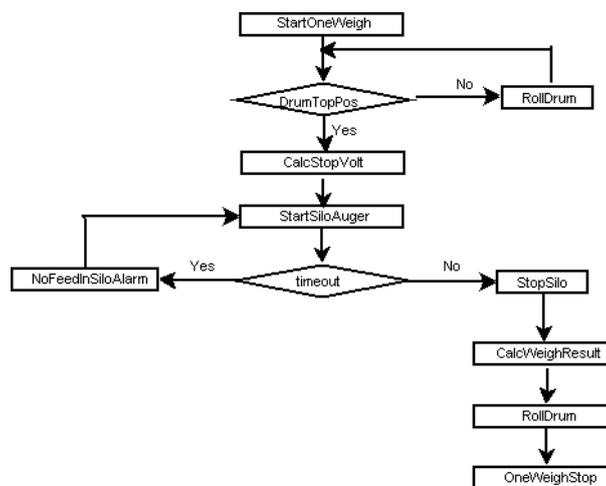 StartOneWeigh
DrumTopPos
No
RollDrum
Yes
CalcStopVolt
StartSiloAuger
NoFeedInSiloAlarm
Yes
timeout
No
StopSilo
CalcWeighResult
RollDrum
OneWeighStop